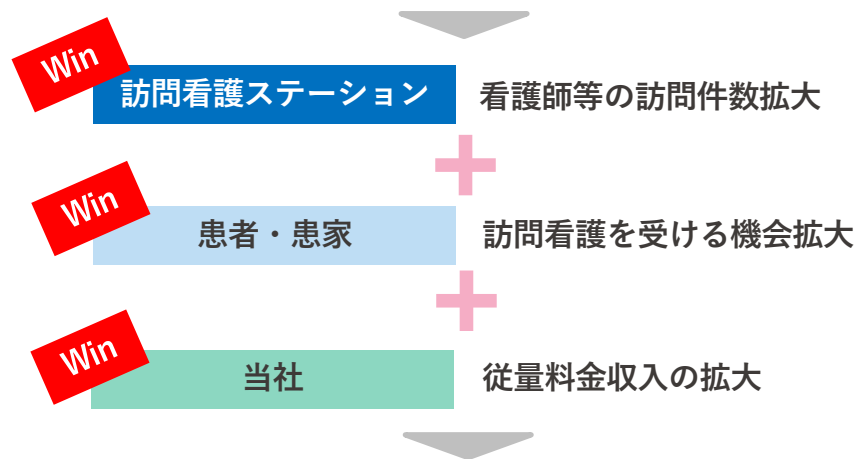 Win
訪問看護ステーション 看護師等の訪問件数拡大
Win
患者・患家 訪問看護を受ける機会拡大
Win
当社 従量料金収入の拡大